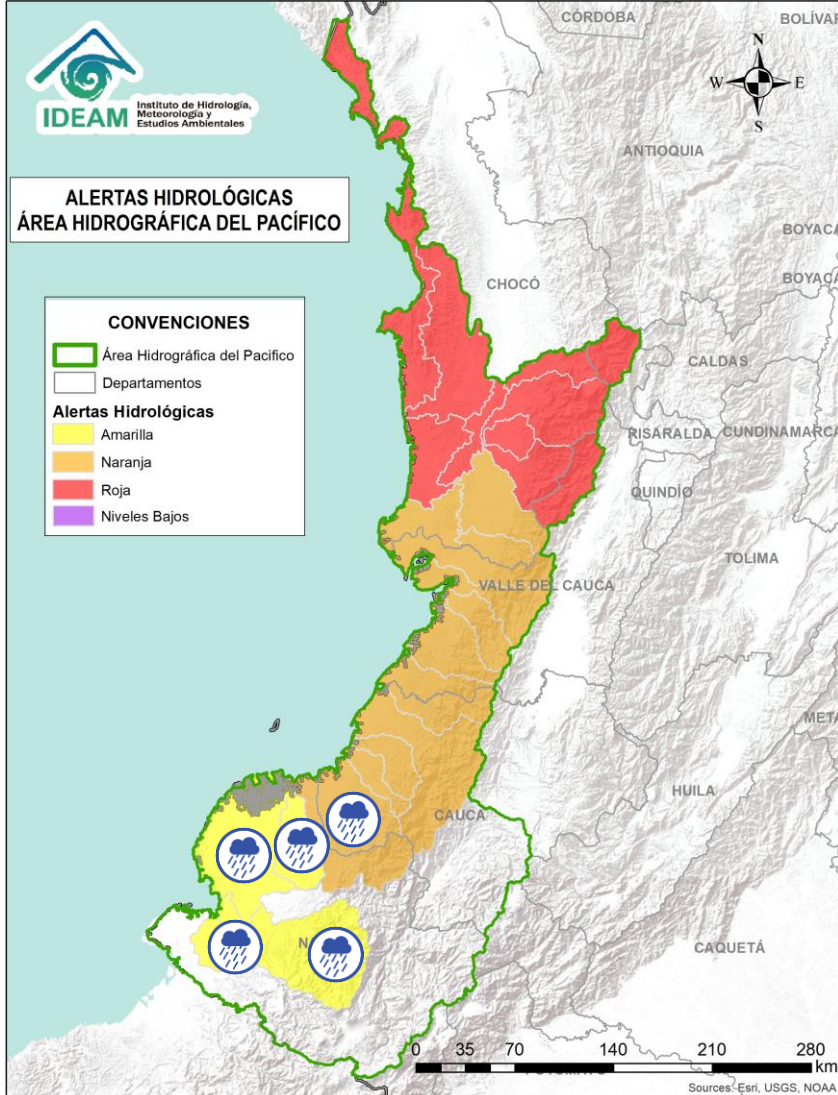 CÓRDOBA
BOLÍVAR
IDEAM
Instituto de Hidrología,
Meteorología y
Estudios Ambientales
N
W
E
S
ANTIOQUIA
ALERTAS HIDROLÓGICAS
ÁREA HIDROGRÁFICA DEL PACÍFICO
BOYACÁ
BOYACÁ
CHOCÓ
CONVENCIONES
Área Hidrográfica del Pacifico
Departamentos
Alertas Hidrológicas
Amarilla
Naranja
Roja
Niveles Bajos
CALDAS
RISARALDA
CUNDINAMARCA
QUINDÍO
TOLIMA
VALLE DEL CAUCA
META
HUILA
CAUCA
CAQUETÁ
0 35 70 140 210 280
km
Sources: Esri, USGS, NOAA